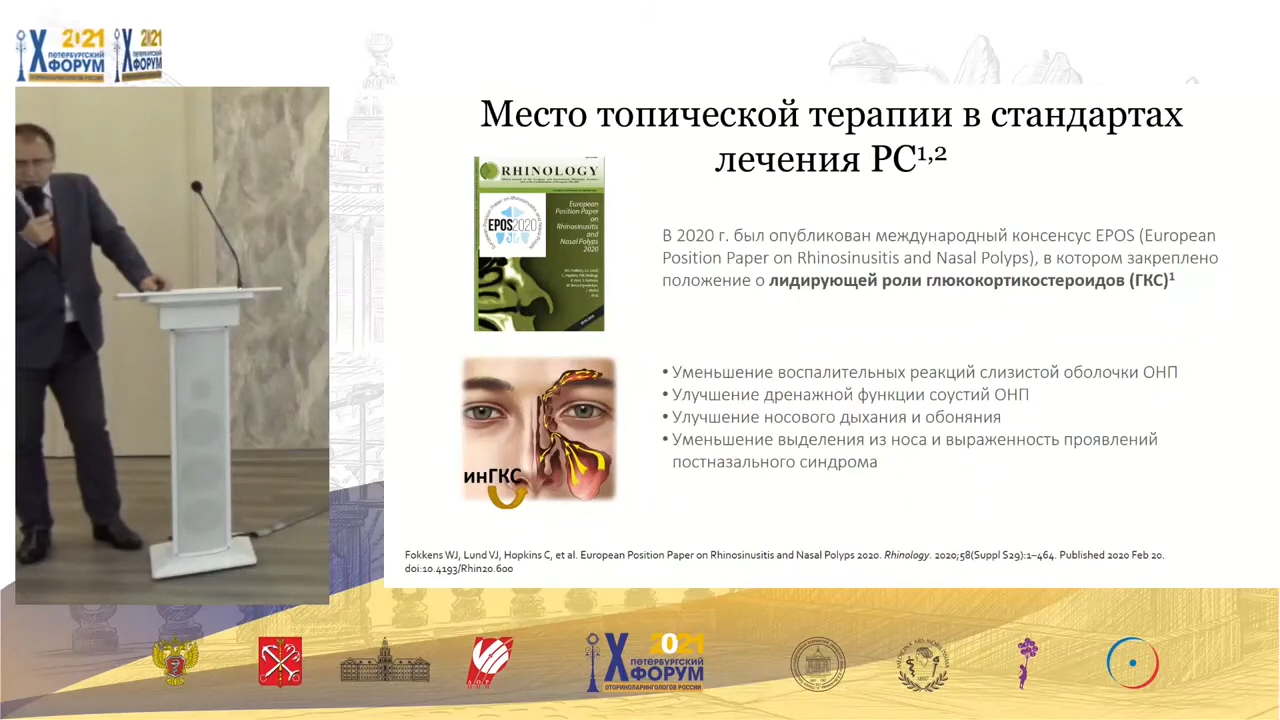 2021
X ПЕТЕРБУРГСКИЙ
ФОРУМ
ОТОРИНОЛАРИНГОЛОГОВ РОССИИ
2021
X ПЕТЕРБУРГСКИЙ
ФОРУМ
Место топической терапии в стандартах
лечения РС¹,²
RHINOLOGY
European
Position Paper
on
Rhinosinusitis
and
Nasal Polyps
2020
EPOS2020
В 2020 г. был опубликован международный консенсус EPOS (European
Position Paper on Rhinosinusitis and Nasal Polyps), в котором закреплено
положение о лидирующей роли глюкокортикостероидов (ГКС)¹
• Уменьшение воспалительных реакций слизистой оболочки ОНП
• Улучшение дренажной функции соустий ОНП
• Улучшение носового дыхания и обоняния
• Уменьшение выделения из носа и выраженность проявлений
постназального синдрома
инГКС
Fokkens WJ, Lund VJ, Hopkins C, et al. European Position Paper on Rhinosinusitis and Nasal Polyps 2020. Rhinology. 2020;58(Suppl S29):1–464. Published 2020 Feb 20.
doi:10.4193/Rhin20.600
2021
X ПЕТЕРБУРГСКИЙ
ФОРУМ
ОТОРИНОЛАРИНГОЛОГОВ РОССИИ
1897